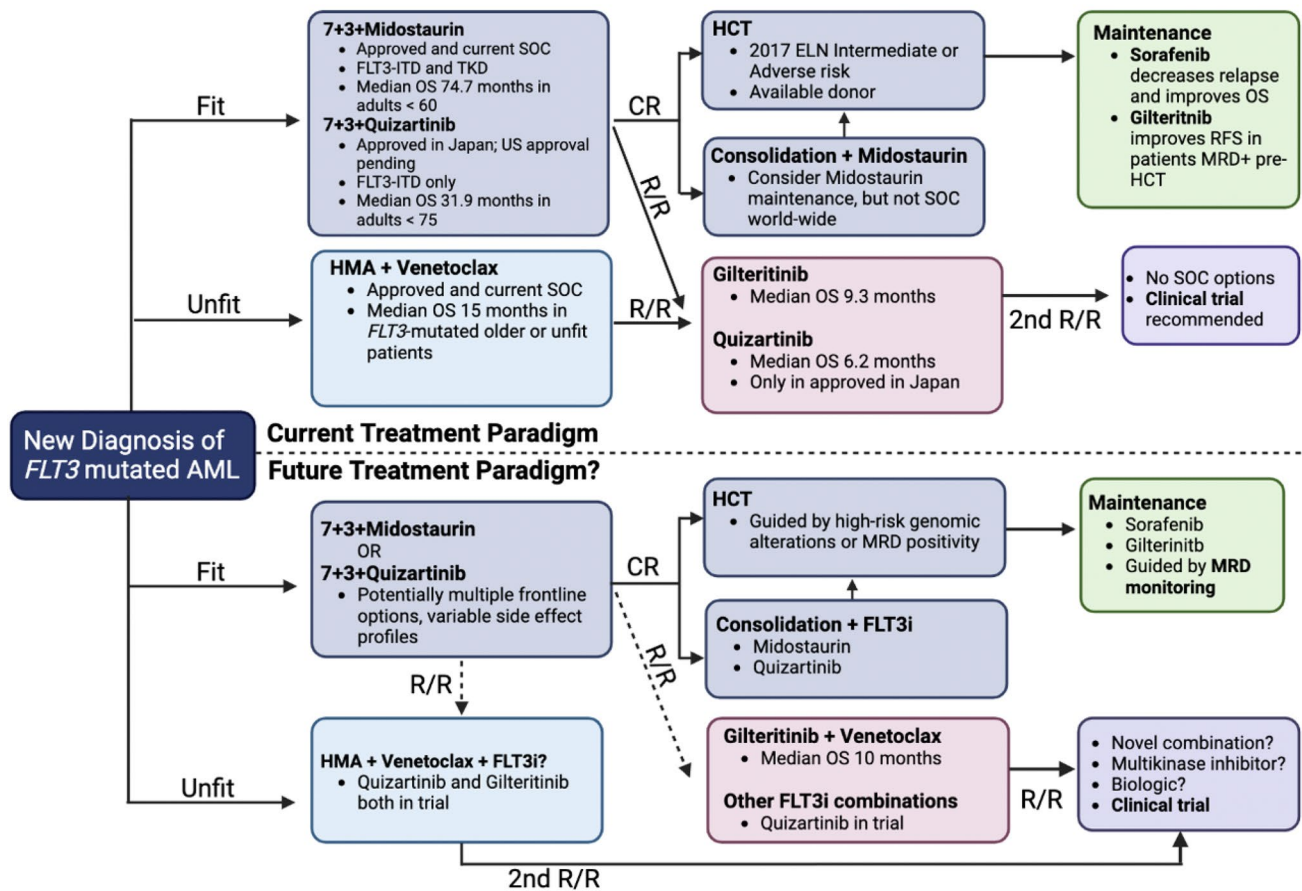 7+3+Midostaurin
• Approved and current SOC
• FLT3-ITD and TKD
• Median OS 74.7 months in
adults < 60
7+3+Quizartinib
• Approved in Japan; US approval
pending
• FLT3-ITD only
• Median OS 31.9 months in
adults < 75
Fit
CR
R/R
HCT
• 2017 ELN Intermediate or
Adverse risk
• Available donor
Consolidation + Midostaurin
• Consider Midostaurin
maintenance, but not SOC
world-wide
Maintenance
• Sorafenib
decreases relapse
and improves OS
• Gilteritnib
improves RFS in
patients MRD+ pre-
HCT
Unfit
HMA + Venetoclax
• Approved and current SOC
• Median OS 15 months in
FLT3-mutated older or unfit
patients
R/R
Gilteritinib
• Median OS 9.3 months
Quizartinib
• Median OS 6.2 months
• Only in approved in Japan
2nd R/R
• No SOC options
• Clinical trial
recommended
New Diagnosis of
FLT3 mutated AML
Current Treatment Paradigm
Future Treatment Paradigm?
Fit
7+3+Midostaurin
OR
7+3+Quizartinib
• Potentially multiple frontline
options, variable side effect
profiles
CR
R/R
R/R
HCT
• Guided by high-risk genomic
alterations or MRD positivity
Consolidation + FLT3i
• Midostaurin
• Quizartinib
Maintenance
• Sorafenib
• Gilterinitb
• Guided by MRD
monitoring
Unfit
HMA + Venetoclax + FLT3i?
• Quizartinib and Gilteritinib
both in trial
Gilteritinib + Venetoclax
• Median OS 10 months
Other FLT3i combinations
• Quizartinib in trial
R/R
• Novel combination?
• Multikinase inhibitor?
• Biologic?
• Clinical trial
2nd R/R